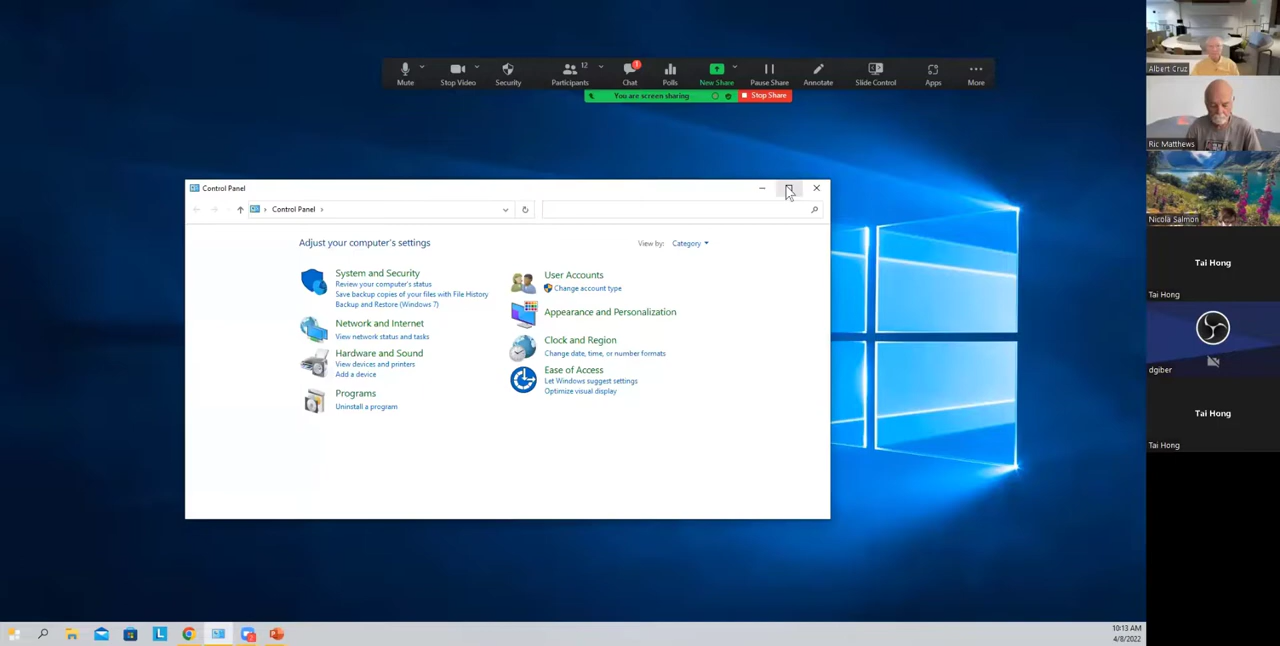 Mute
Stop Video
Security
Participants
12
Chat
1
Polls
New Share
Pause Share
Annotate
Slide Control
Apps
More
You are screen sharing
Stop Share
Control Panel
Control Panel
Adjust your computer's settings
View by:
Category
System and Security
Review your computer's status
Save backup copies of your files with File History
Backup and Restore (Windows 7)
Network and Internet
View network status and tasks
Hardware and Sound
View devices and printers
Add a device
Programs
Uninstall a program
User Accounts
Change account type
Appearance and Personalization
Clock and Region
Change date, time, or number formats
Ease of Access
Let Windows suggest settings
Optimize visual display
Albert Cruz
Ric Matthews
Nicola Salmon
Tai Hong
Tai Hong
dgiber
Tai Hong
Tai Hong
L
10:13 AM
4/8/2022